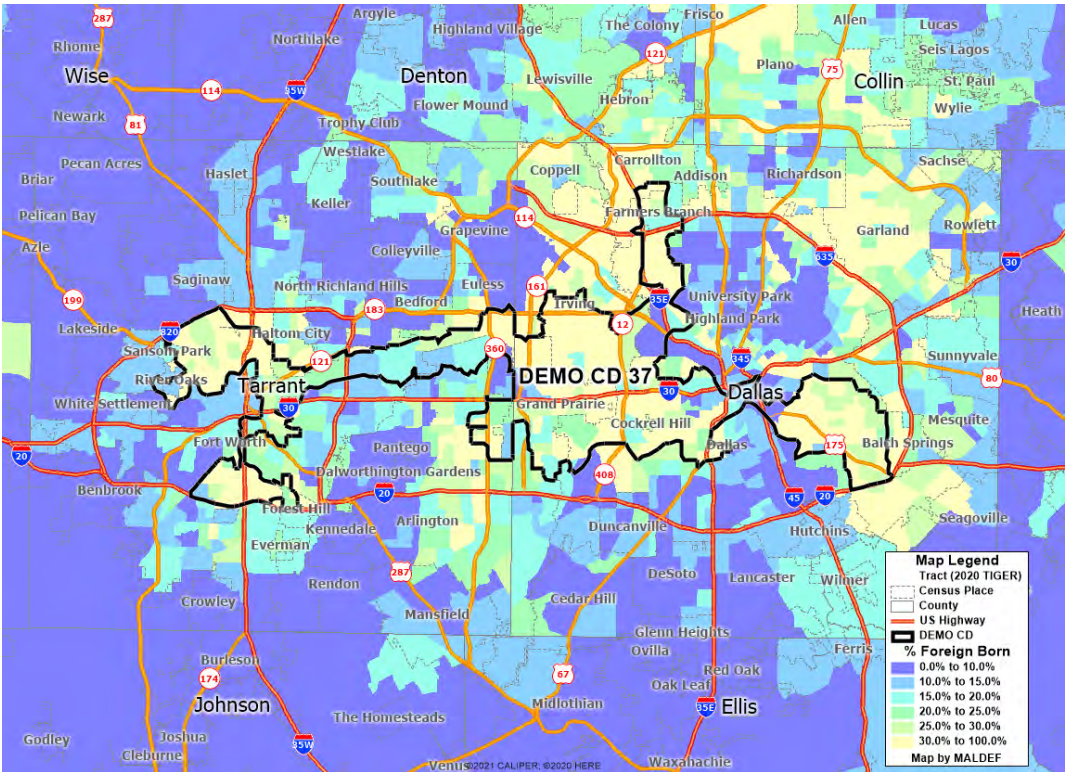 287
Argyle
Highland Village
The Colony
Frisco
Allen
Lucas
Rhome
Northlake
Seis Lagos
121
Plano
75
Wise
Denton
Collin
114
35W
Lewisville
St. Paul
Hebron
Flower Mound
Wylie
Newark
81
Trophy Club
Westlake
Carrollton
Sachse
Pecan Acres
Haslet
Coppell
Addison
Richardson
Briar
Southlake
Keller
Pelican Bay
114
Farmers Branch
Rowlett
Grapevine
Garland
Azle
Colleyville
635
30
Saginaw
North Richland Hills
Euless
161
35E
University Park
199
183
Bedford
Irving
Heath
Highland Park
Lakeside
820
Haltom City
12
Sansom Park
121
360
345
Sunnyvale
River Oaks
Tarrant
DEMO CD 37
80
White Settlement
30
Grand Prairie
30
Dallas
Mesquite
Cockrell Hill
Fort Worth
Pantego
Dallas
175
Balch Springs
20
Dalworthington Gardens
408
Benbrook
20
45
20
Forest Hill
Arlington
Seagoville
Kennedale
Duncanville
Hutchins
Everman
287
DeSoto
Lancaster
Wilmer
Rendon
Crowley
Cedar Hill
Mansfield
Glenn Heights
Ovilla
Ferris
Burleson
67
Red Oak
174
Oak Leaf
Johnson
The Homesteads
Midlothian
35E
Ellis
Godley
Joshua
35W
Cleburne
Venus
Waxahachie
©2021 CALIPER; ©2020 HERE
Map Legend
Tract (2020 TIGER)
Census Place
County
US Highway
DEMO CD
% Foreign Born
0.0% to 10.0%
10.0% to 15.0%
15.0% to 20.0%
20.0% to 25.0%
25.0% to 30.0%
30.0% to 100.0%
Map by MALDEF